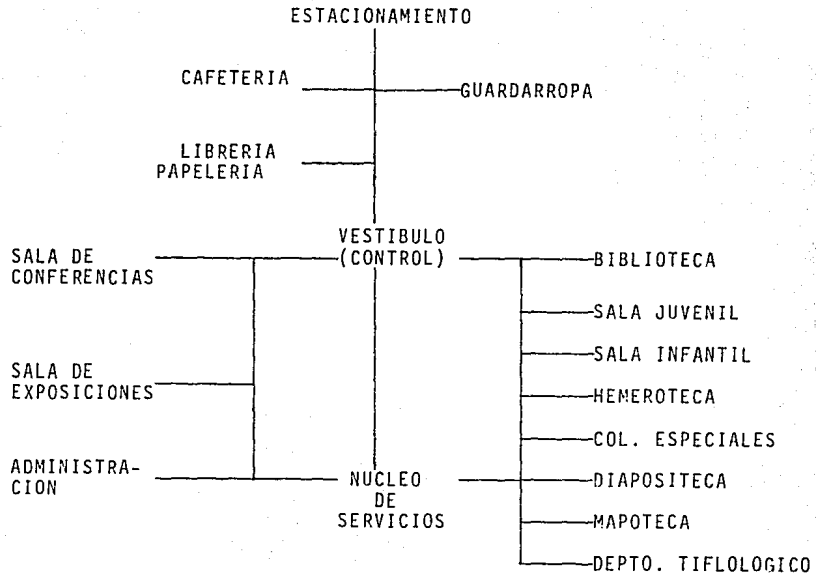 ESTACIONAMIENTO
CAFETERIA
GUARDARROPA
LIBRERIA
PAPELERIA
VESTIBULO
(CONTROL)
SALA DE
CONFERENCIAS
BIBLIOTECA
SALA JUVENIL
SALA DE
EXPOSICIONES
SALA INFANTIL
HEMEROTECA
COL. ESPECIALES
ADMINISTRA-
CION
NUCLEO
DE
SERVICIOS
DIAPOSITECA
MAPOTECA
DEPTO. TIFLOLOGICO